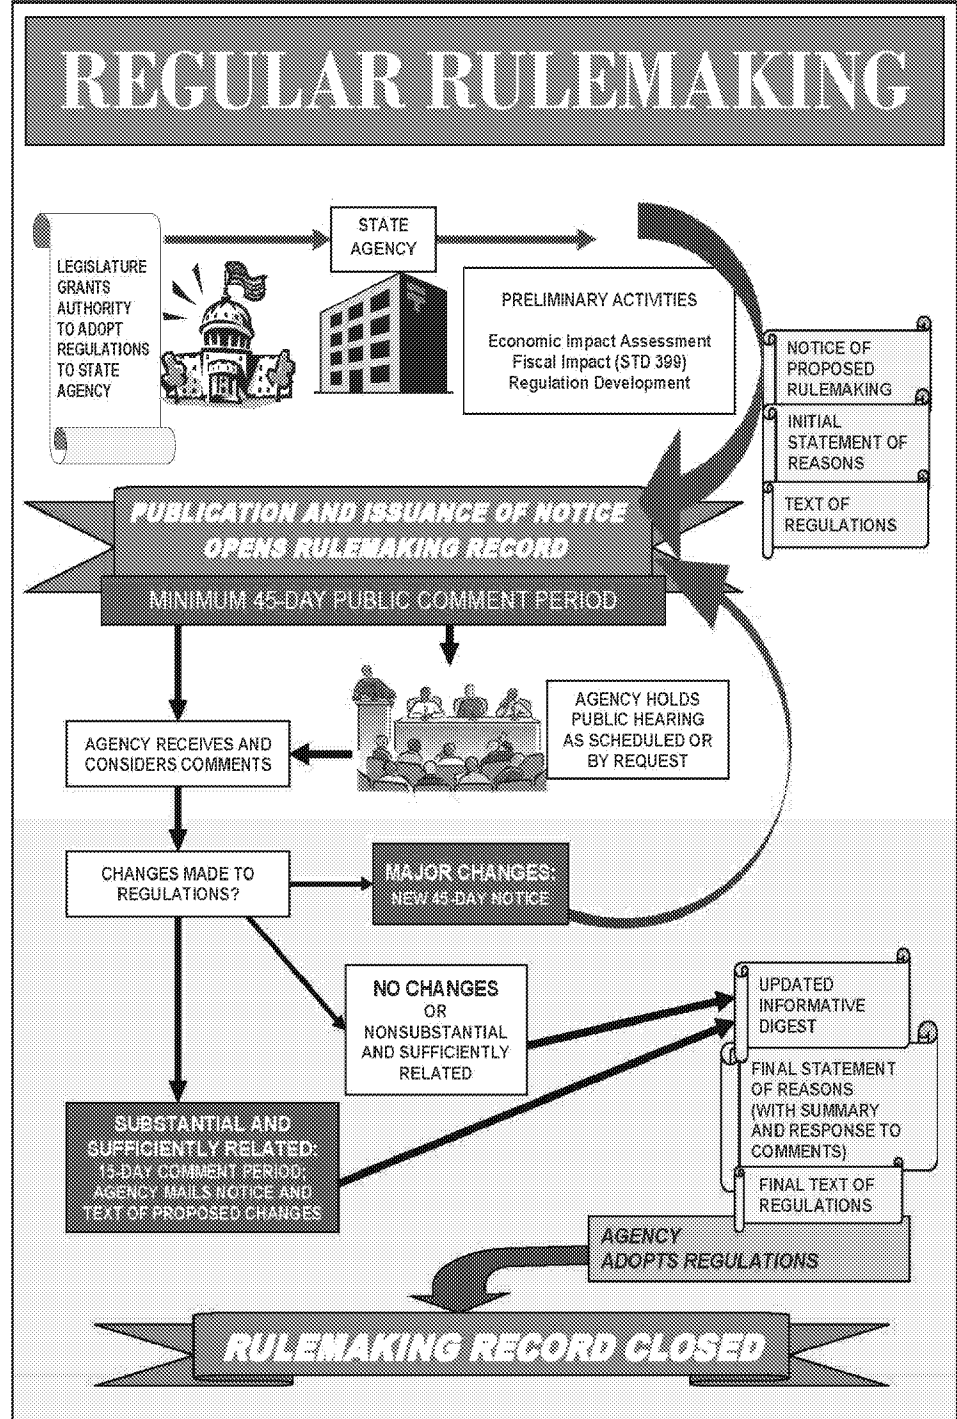 REGULAR RULEMAKING
LEGISLATURE
GRANTS
AUTHORITY
TO ADOPT
REGULATIONS
TO STATE
AGENCY
STATE
AGENCY
PRELIMINARY ACTIVITIES
Economic Impact Assessment
Fiscal Impact (STD 399)
Regulation Development
NOTICE OF
PROPOSED
RULEMAKING
INITIAL
STATEMENT OF
REASONS
TEXT OF
REGULATIONS
PUBLICATION AND ISSUANCE OF NOTICE
OPENS RULEMAKING RECORD
MINIMUM 45-DAY PUBLIC COMMENT PERIOD
AGENCY HOLDS
PUBLIC HEARING
AS SCHEDULED OR
BY REQUEST
AGENCY RECEIVES AND
CONSIDERS COMMENTS
CHANGES MADE TO
REGULATIONS?
MAJOR CHANGES:
NEW 45-DAY NOTICE
NO CHANGES
OR
NONSUBSTANTIAL
AND SUFFICIENTLY
RELATED
SUBSTANTIAL AND
SUFFICIENTLY RELATED:
15-DAY COMMENT PERIOD;
AGENCY MAILS NOTICE AND
TEXT OF PROPOSED CHANGES
UPDATED
INFORMATIVE
DIGEST
FINAL STATEMENT
OF REASONS
(WITH SUMMARY
AND RESPONSE TO
COMMENTS)
FINAL TEXT OF
REGULATIONS
AGENCY
ADOPTS REGULATIONS
RULEMAKING RECORD CLOSED